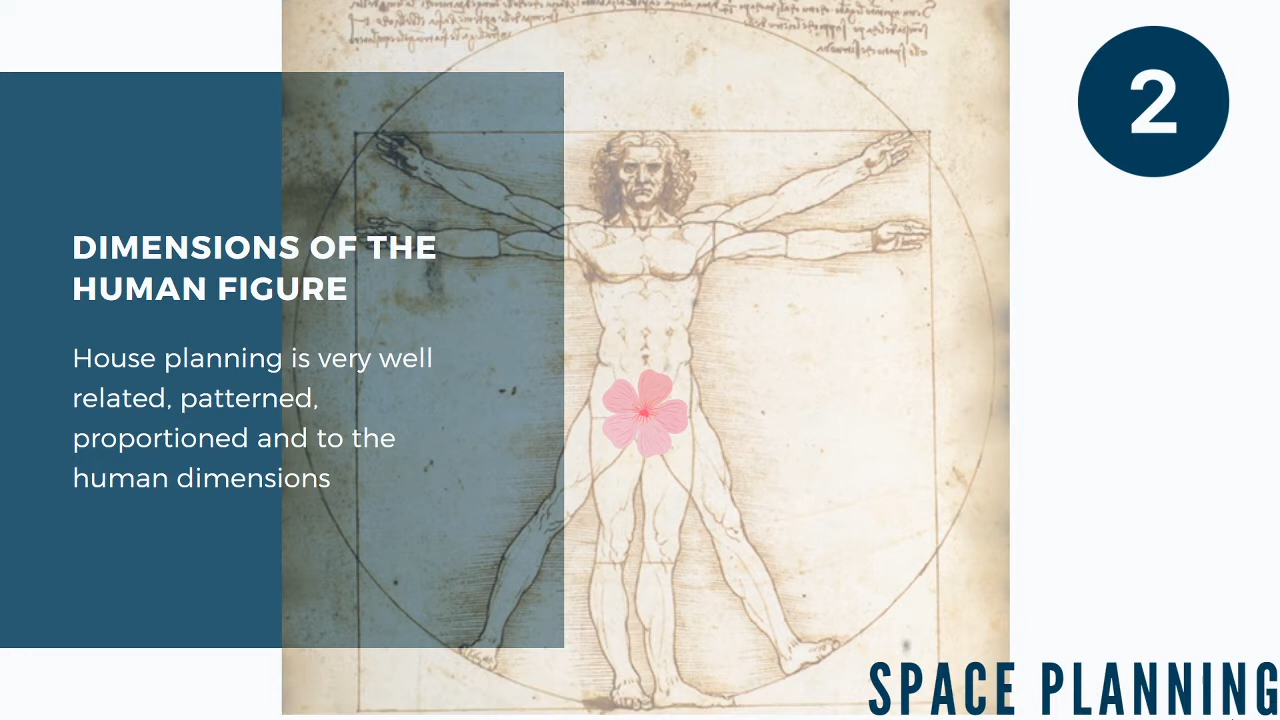 2
DIMENSIONS OF THE
HUMAN FIGURE
House planning is very well
related, patterned,
proportioned and to the
human dimensions
SPACE PLANNING